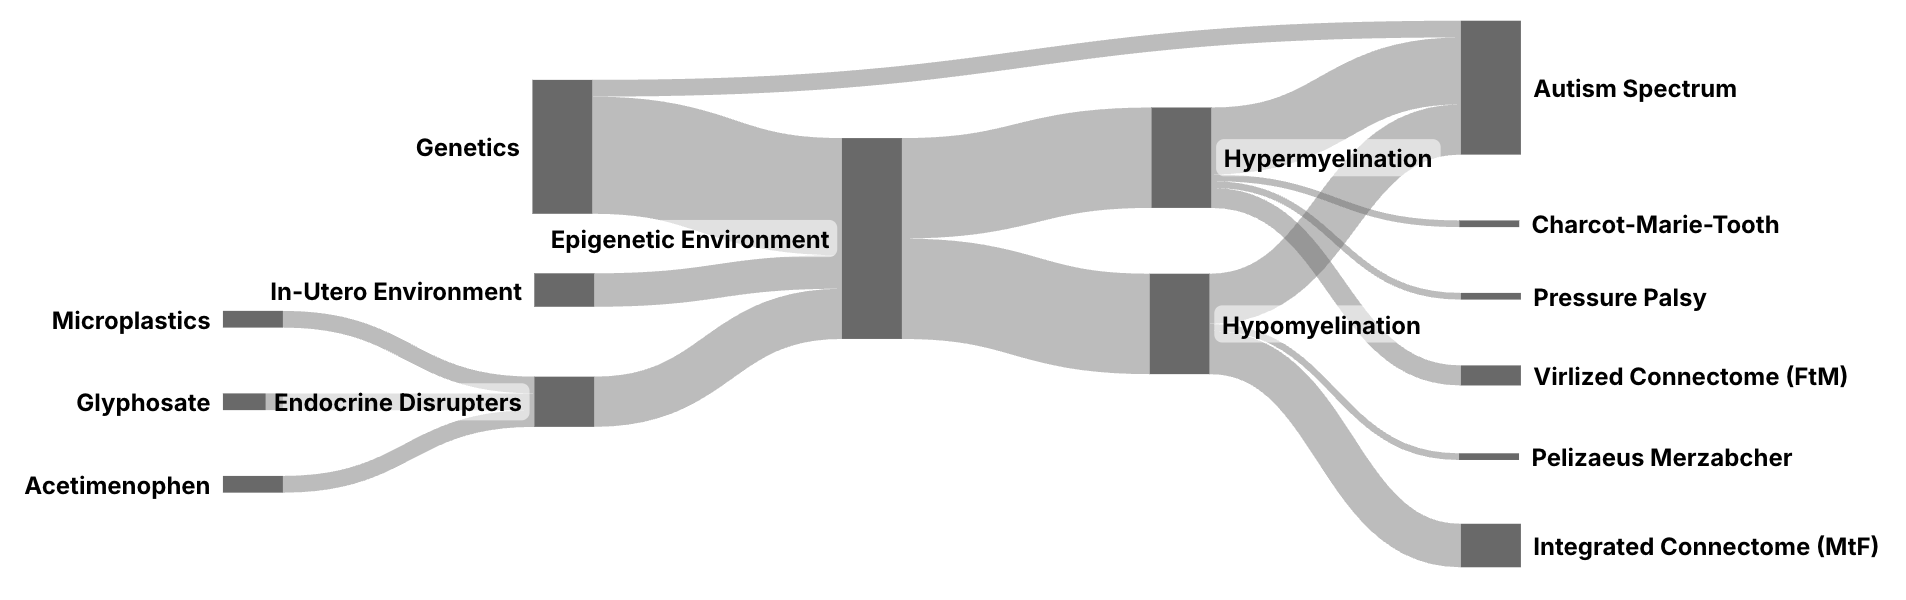 Genetics
Epigenetic Environment
In-Utero Environment
Microplastics
Glyphosate
Endocrine Disrupters
Acetimenophen
Hypermyelination
Hypomyelination
Autism Spectrum
Charcot-Marie-Tooth
Pressure Palsy
Virlized Connectome (FtM)
Pelizaeus Merzabcher
Integrated Connectome (MtF)